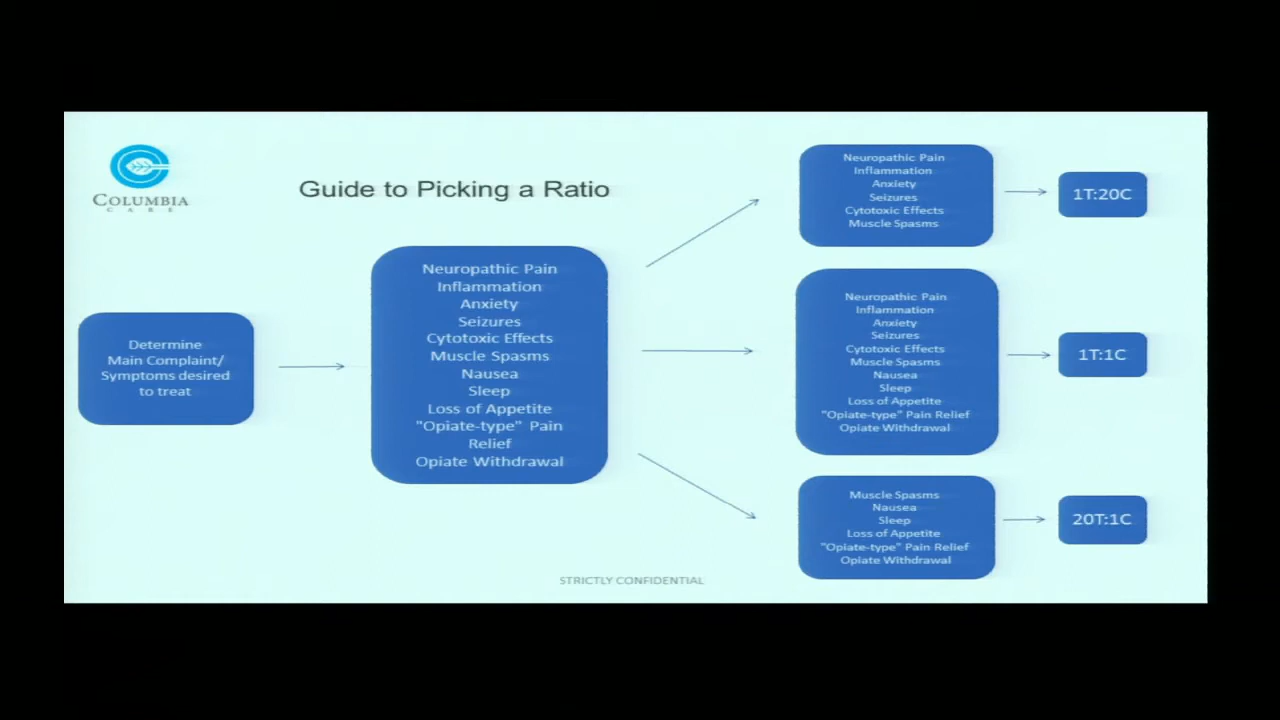 COLUMBIA
CARE
Guide to Picking a Ratio
Determine
Main Complaint/
Symptoms desired
to treat
Neuropathic Pain
Inflammation
Anxiety
Seizures
Cytotoxic Effects
Muscle Spasms
Nausea
Sleep
Loss of Appetite
"Opiate-type" Pain
Relief
Opiate Withdrawal
Neuropathic Pain
Inflammation
Anxiety
Seizures
Cytotoxic Effects
Muscle Spasms
1T:20C
Neuropathic Pain
Inflammation
Anxiety
Seizures
Cytotoxic Effects
Muscle Spasms
Nausea
Sleep
Loss of Appetite
"Opiate-type" Pain Relief
Opiate Withdrawal
1T:1C
Muscle Spasms
Nausea
Sleep
Loss of Appetite
"Opiate-type" Pain Relief
Opiate Withdrawal
20T:1C
STRICTLY CONFIDENTIAL